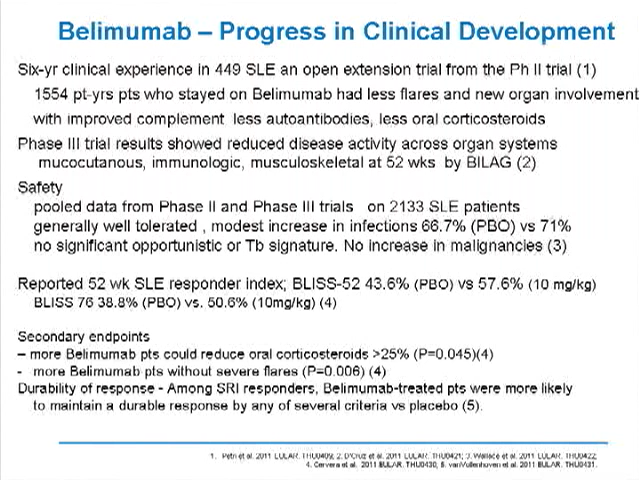 Belimumab – Progress in Clinical Development
Six-yr clinical experience in 449 SLE an open extension trial from the Ph II trial (1)
1554 pt-yrs pts who stayed on Belimumab had less flares and new organ involvement
with improved complement less autoantibodies, less oral corticosteroids
Phase III trial results showed reduced disease activity across organ systems
mucocutanous, immunologic, musculoskeletal at 52 wks by BILAG (2)
Safety
pooled data from Phase II and Phase III trials on 2133 SLE patients
generally well tolerated , modest increase in infections 66.7% (PBO) vs 71%
no significant opportunistic or Tb signature. No increase in malignancies (3)
Reported 52 wk SLE responder index; BLISS-52 43.6% (PBO) vs 57.6% (10 mg/kg)
BLISS 76 38.8% (PBO) vs. 50.6% (10mg/kg) (4)
Secondary endpoints
– more Belimumab pts could reduce oral corticosteroids >25% (P=0.045)(4)
- more Belimumab pts without severe flares (P=0.006) (4)
Durability of response - Among SRI responders, Belimumab-treated pts were more likely
to maintain a durable response by any of several criteria vs placebo (5).
1. Petri et al. 2011 EULAR. THU0409; 2. D'Cruz et al. 2011 EULAR. THU0421; 3. Wallace et al. 2011 EULAR. THU0422;
4. Cervera et al. 2011 EULAR. THU0430; 5. vanVollenhoven et al. 2011 EULAR. THU0431.